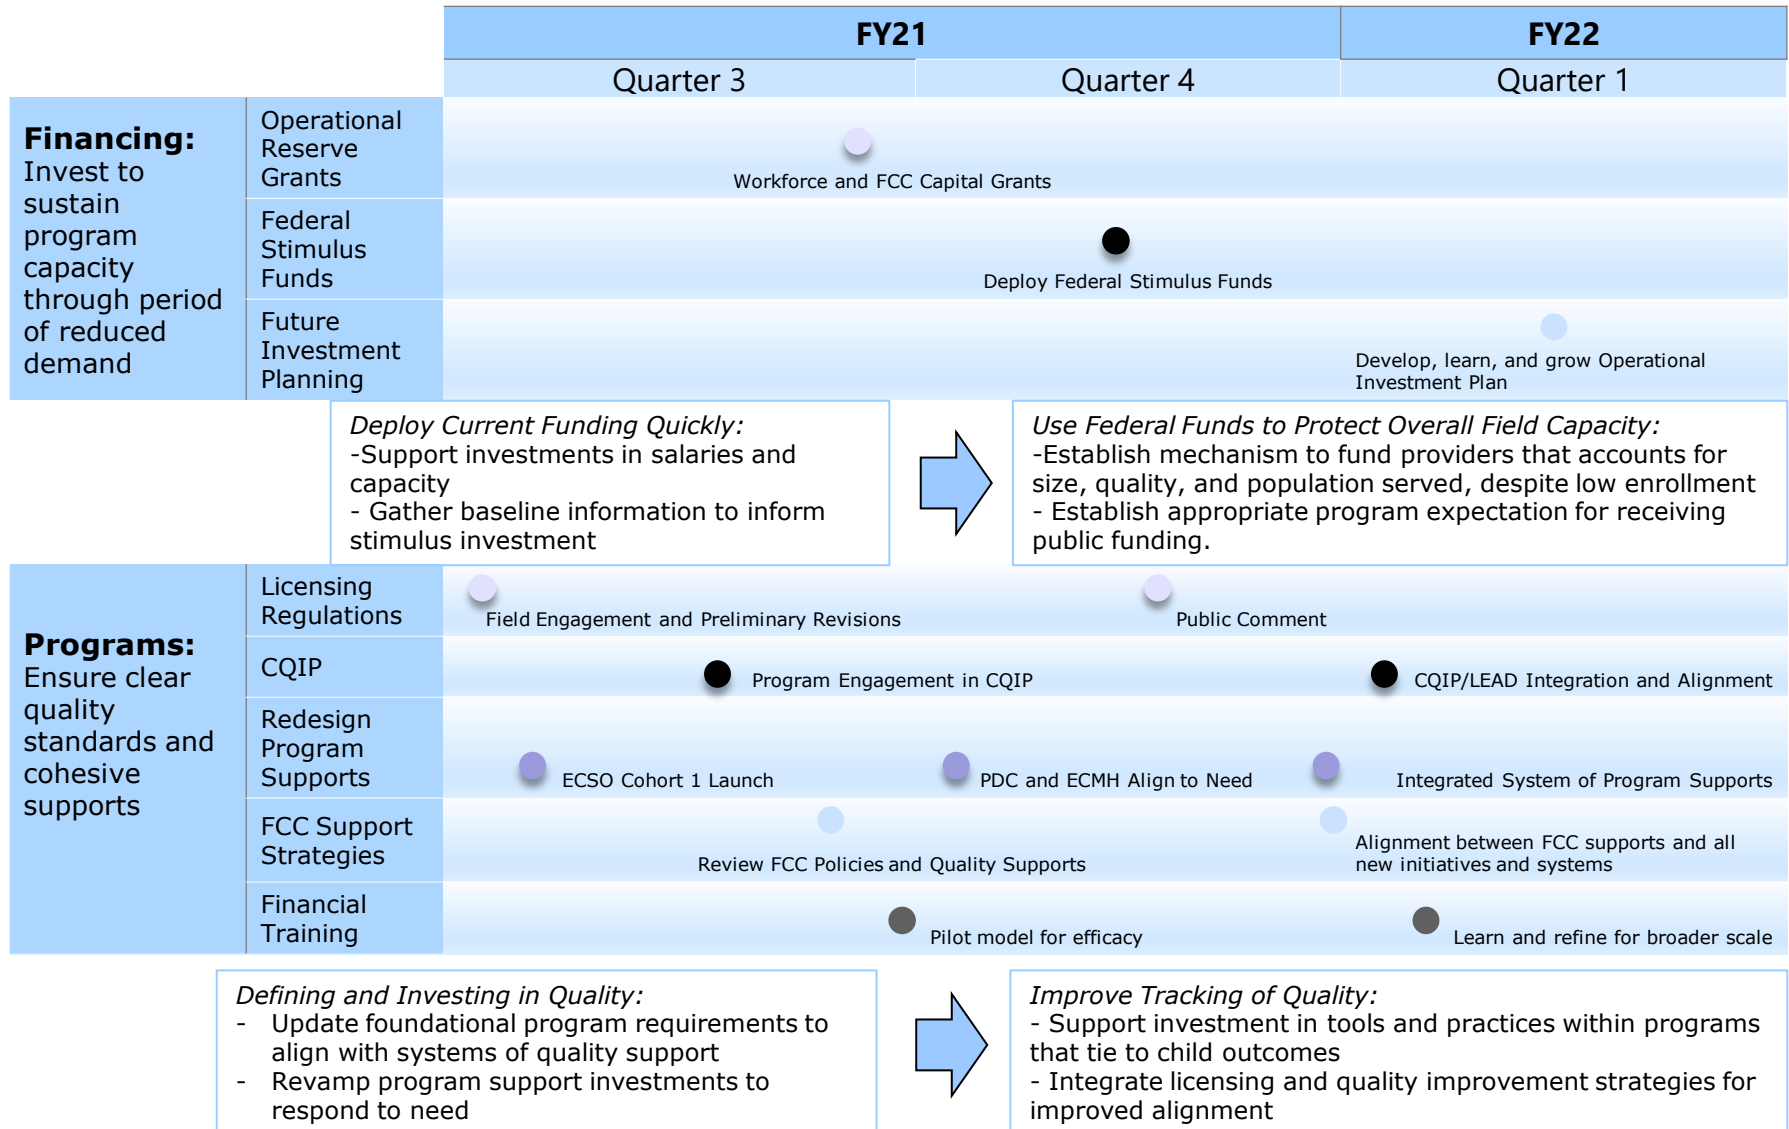 FY21
FY22
Quarter 3
Quarter 4
Quarter 1
Financing:
Invest to
sustain
program
capacity
through period
of reduced
demand
Operational
Reserve
Grants
Workforce and FCC Capital Grants
Federal
Stimulus
Funds
Deploy Federal Stimulus Funds
Future
Investment
Planning
Develop, learn, and grow Operational
Investment Plan
Deploy Current Funding Quickly:
-Support investments in salaries and
capacity
- Gather baseline information to inform
stimulus investment
Use Federal Funds to Protect Overall Field Capacity:
-Establish mechanism to fund providers that accounts for
size, quality, and population served, despite low enrollment
- Establish appropriate program expectation for receiving
public funding.
Programs:
Ensure clear
quality
standards and
cohesive
supports
Licensing
Regulations
Field Engagement and Preliminary Revisions
Public Comment
CQIP
Program Engagement in CQIP
CQIP/LEAD Integration and Alignment
Redesign
Program
Supports
ECSO Cohort 1 Launch
PDC and ECMH Align to Need
Integrated System of Program Supports
FCC Support
Strategies
Review FCC Policies and Quality Supports
Alignment between FCC supports and all
new initiatives and systems
Financial
Training
Pilot model for efficacy
Learn and refine for broader scale
Defining and Investing in Quality:
- Update foundational program requirements to
align with systems of quality support
- Revamp program support investments to
respond to need
Improve Tracking of Quality:
- Support investment in tools and practices within programs
that tie to child outcomes
- Integrate licensing and quality improvement strategies for
improved alignment